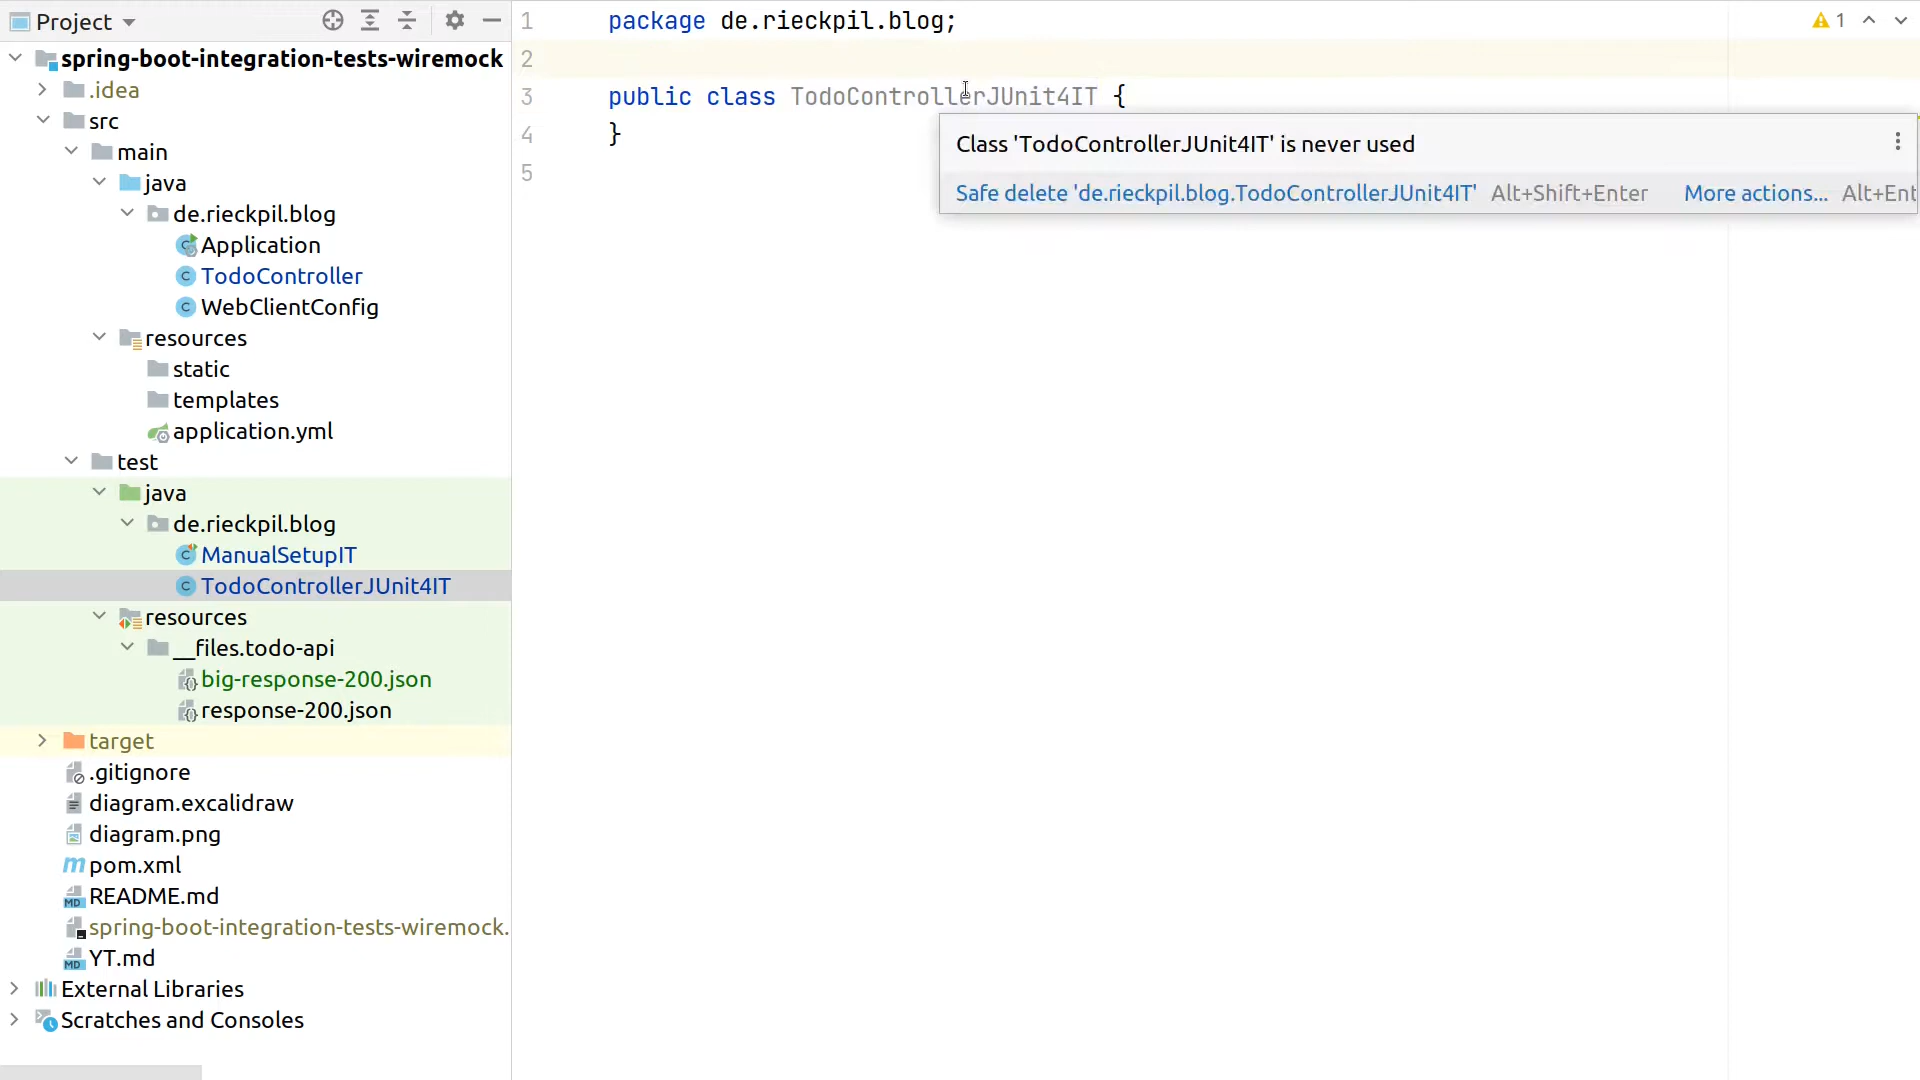 Project
spring-boot-integration-tests-wiremock
.idea
src
main
java
de.rieckpil.blog
Application
TodoController
WebClientConfig
resources
static
templates
application.yml
test
java
de.rieckpil.blog
ManualSetupIT
TodoControllerJUnit4IT
resources
__files.todo-api
big-response-200.json
response-200.json
target
.gitignore
diagram.excalidraw
diagram.png
pom.xml
README.md
spring-boot-integration-tests-wiremock.
YT.md
External Libraries
Scratches and Consoles
1 package de.rieckpil.blog;
2
3 public class TodoControllerJUnit4IT {
4 }
5
1
Class 'TodoControllerJUnit4IT' is never used
Safe delete 'de.rieckpil.blog.TodoControllerJUnit4IT' Alt+Shift+Enter More actions... Alt+Ent